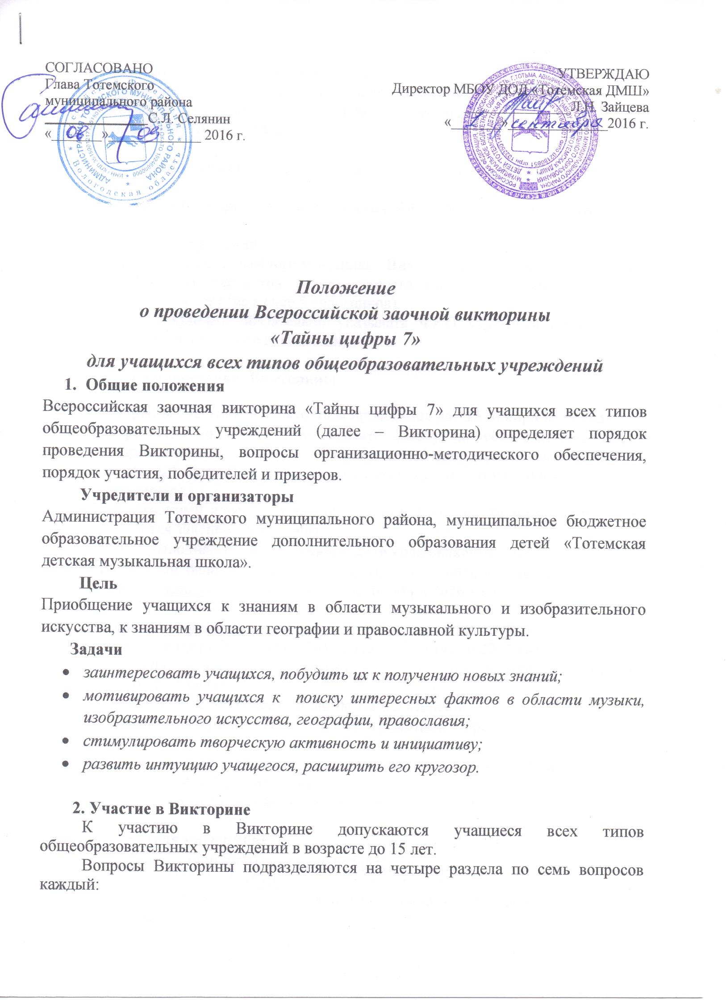 СОГЛАСОВАНО
Глава Тотемского
муниципального района
С.Л. Селянин
«08» 09 2016 г.
УТВЕРЖДАЮ
Директор МБОУ ДОД «Тотемская ДМШ»
Л.Н. Зайцева
« » сентября 2016 г.
Положение
о проведении Всероссийской заочной викторины
«Тайны цифры 7»
для учащихся всех типов общеобразовательных учреждений
1. Общие положения
Всероссийская заочная викторина «Тайны цифры 7» для учащихся всех типов
общеобразовательных учреждений (далее – Викторина) определяет порядок
проведения Викторины, вопросы организационно-методического обеспечения,
порядок участия, победителей и призеров.
Учредители и организаторы
Администрация Тотемского муниципального района, муниципальное бюджетное
образовательное учреждение дополнительного образования детей «Тотемская
детская музыкальная школа».
Цель
Приобщение учащихся к знаниям в области музыкального и изобразительного
искусства, к знаниям в области географии и православной культуры.
Задачи
• заинтересовать учащихся, побудить их к получению новых знаний;
• мотивировать учащихся к поиску интересных фактов в области музыки,
изобразительного искусства, географии, православия;
• стимулировать творческую активность и инициативу;
• развить интуицию учащегося, расширить его кругозор.
2. Участие в Викторине
К участию в Викторине допускаются учащиеся всех типов
общеобразовательных учреждений в возрасте до 15 лет.
Вопросы Викторины подразделяются на четыре раздела по семь вопросов
каждый: